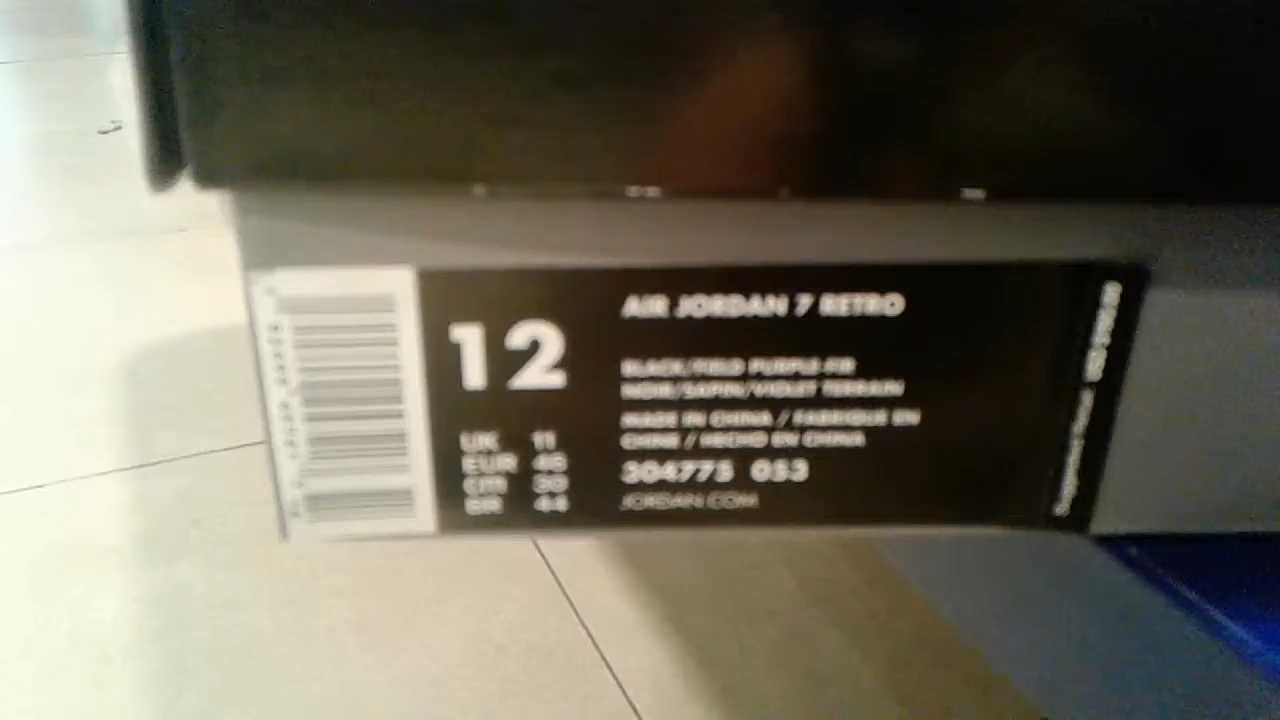 12
UK 11
EUR 46
CM 30
BR 44
AIR JORDAN 7 RETRO
BLACK/FIELD PURPLE-FIR
NOIR/SAPIN/VIOLET TERRAIN
MADE IN CHINA / FABRIQUE EN
CHINE / HECHO EN CHINA
304775 053
JORDAN.COM